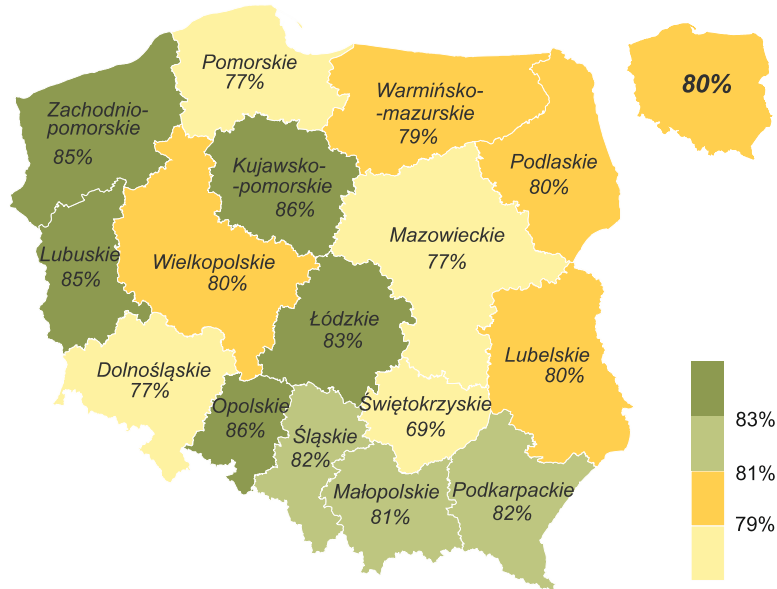 Pomorskie
77%
Warmińsko-
-mazurskie
79%
80%
Zachodnio-
pomorskie
85%
Kujawsko-
-pomorskie
86%
Podlaskie
80%
Mazowieckie
77%
Lubuskie
85%
Wielkopolskie
80%
Łódzkie
83%
Lubelskie
80%
Dolnośląskie
77%
Opolskie
86%
Świętokrzyskie
69%
Śląskie
82%
Małopolskie
81%
Podkarpackie
82%
83%
81%
79%